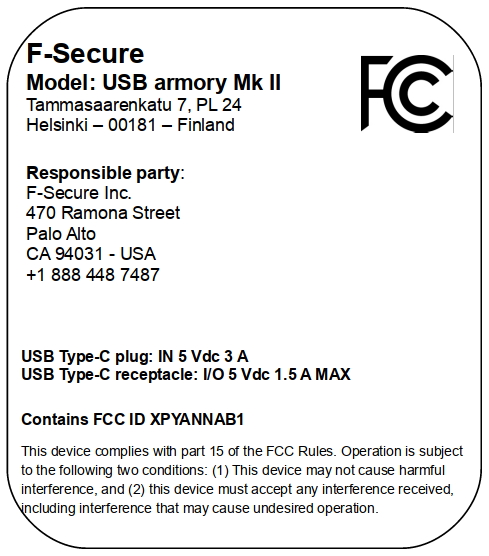 F-Secure
Model: USB armory Mk II
Tammasaarenkatu 7, PL 24
Helsinki – 00181 – Finland
FCC
Responsible party:
F-Secure Inc.
470 Ramona Street
Palo Alto
CA 94031 - USA
+1 888 448 7487
USB Type-C plug: IN 5 Vdc 3 A
USB Type-C receptacle: I/O 5 Vdc 1.5 A MAX
Contains FCC ID XPYANNAB1
This device complies with part 15 of the FCC Rules. Operation is subject
to the following two conditions: (1) This device may not cause harmful
interference, and (2) this device must accept any interference received,
including interference that may cause undesired operation.